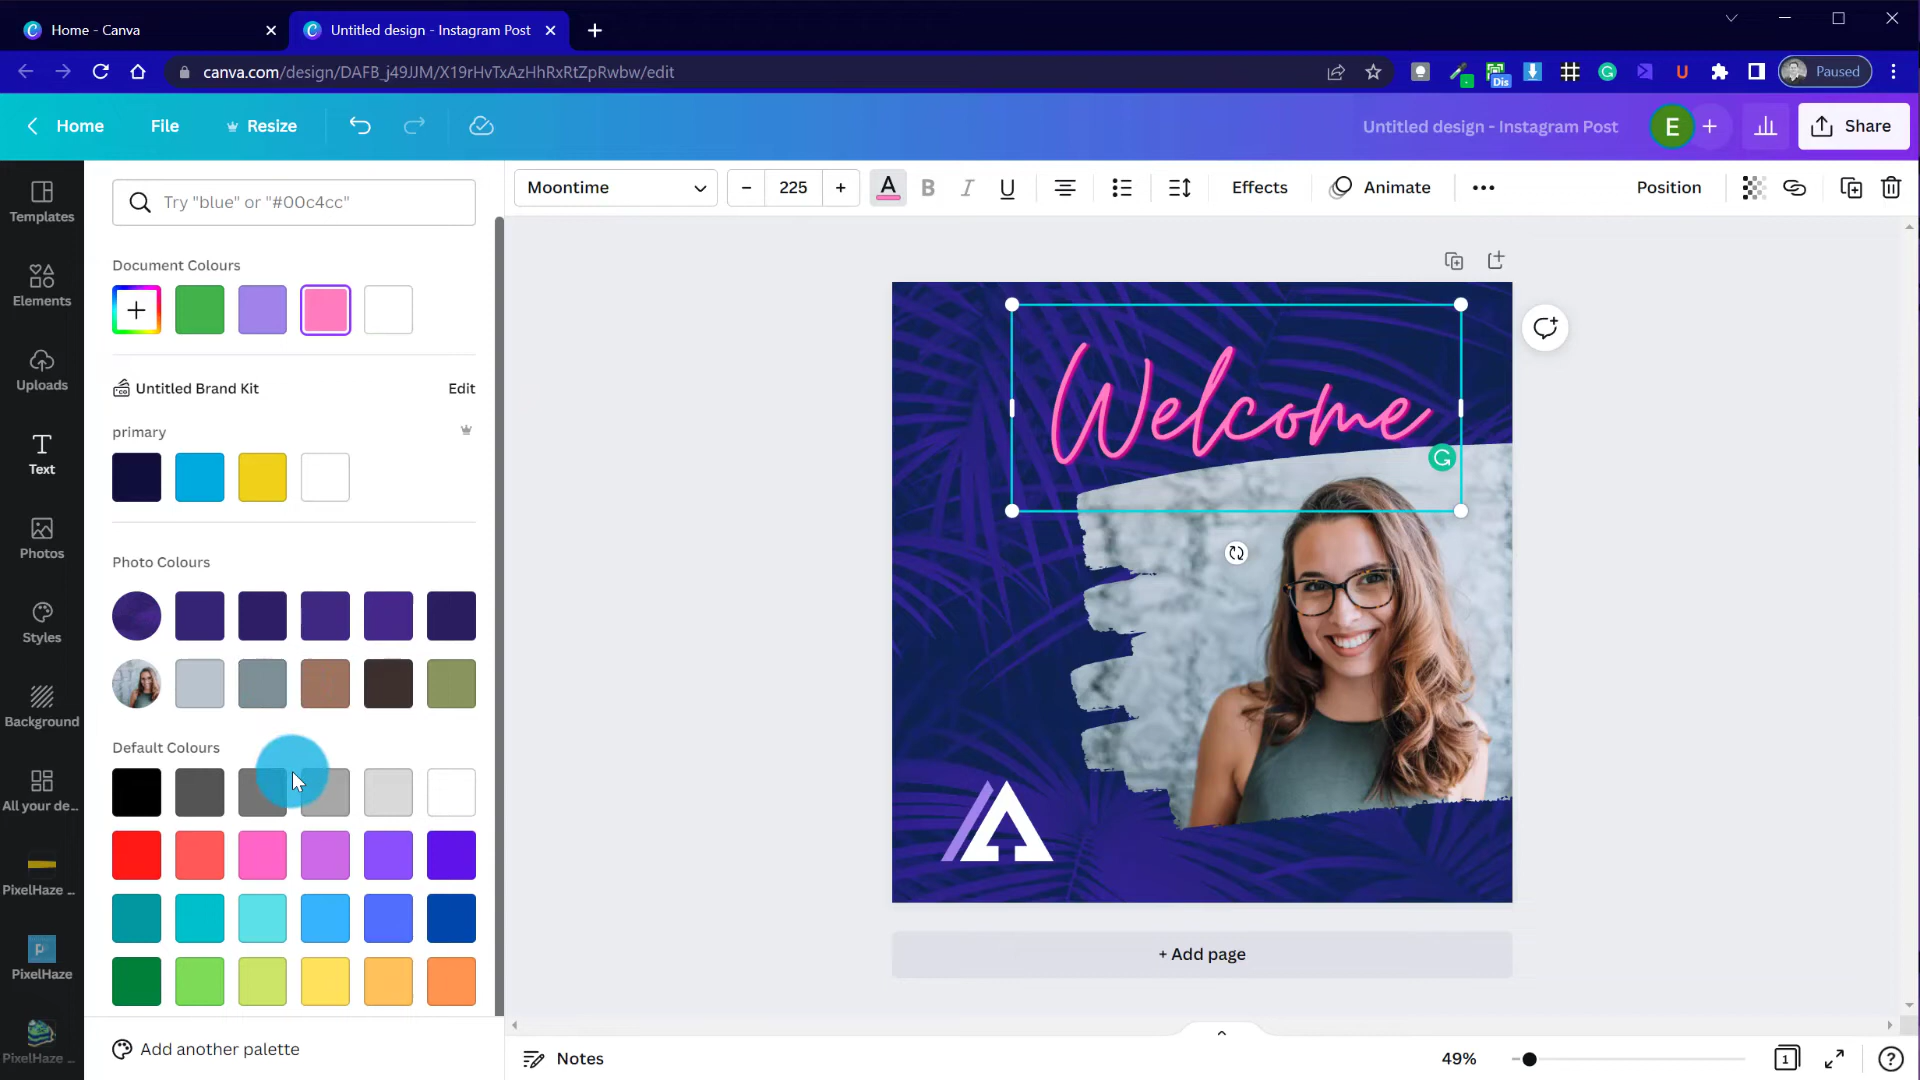 Home - Canva
Untitled design - Instagram Post
canva.com/design/DAFB_j49JJM/X19rHvTxAzHhRxRtZpRwbw/edit
Dis
Paused
Home
File
Resize
Untitled design - Instagram Post
E
Share
Templates
Elements
Uploads
Text
Photos
Styles
Background
All your de...
PixelHaze ...
PixelHaze
PixelHaze ...
Try "blue" or "#00c4cc"
Document Colours
Untitled Brand Kit
Edit
primary
Photo Colours
Default Colours
Add another palette
Moontime
225
A
B
I
U
Effects
Animate
Position
Welcome
+ Add page
Notes
49%
1
?